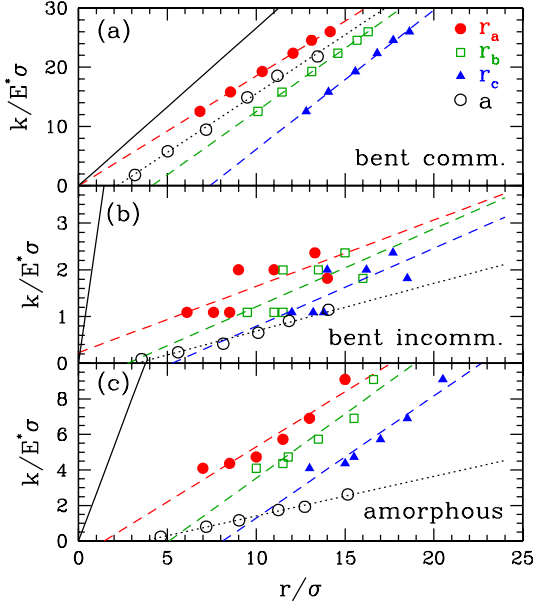 30
20
10
0
k/E*σ
(a)
r_a
r_b
r_c
a
bent comm.
3
2
1
0
k/E*σ
(b)
bent incomm.
8
6
4
2
0
k/E*σ
(c)
amorphous
0 5 10 15 20 25
r/σ